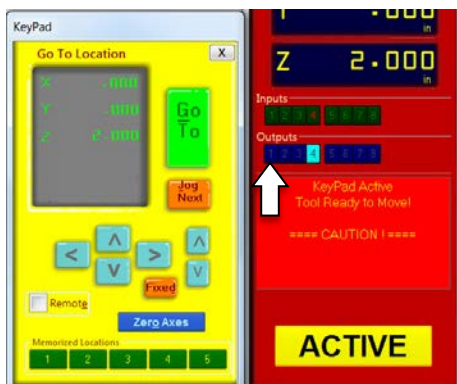 KeyPad
Go To Location
X
X .000
Y .000
Z 2.000
Go
To
Jog
Next
Fixed
Remote
Zero Axes
Memorized Locations
1 2 3 4 5
in
Z 2.000
in
Inputs
1 2 3 4 5 6 7 8
Outputs
1 2 3 4 5 6 7 8
KeyPad Active
Tool Ready to Move!
==== CAUTION ! ====
ACTIVE